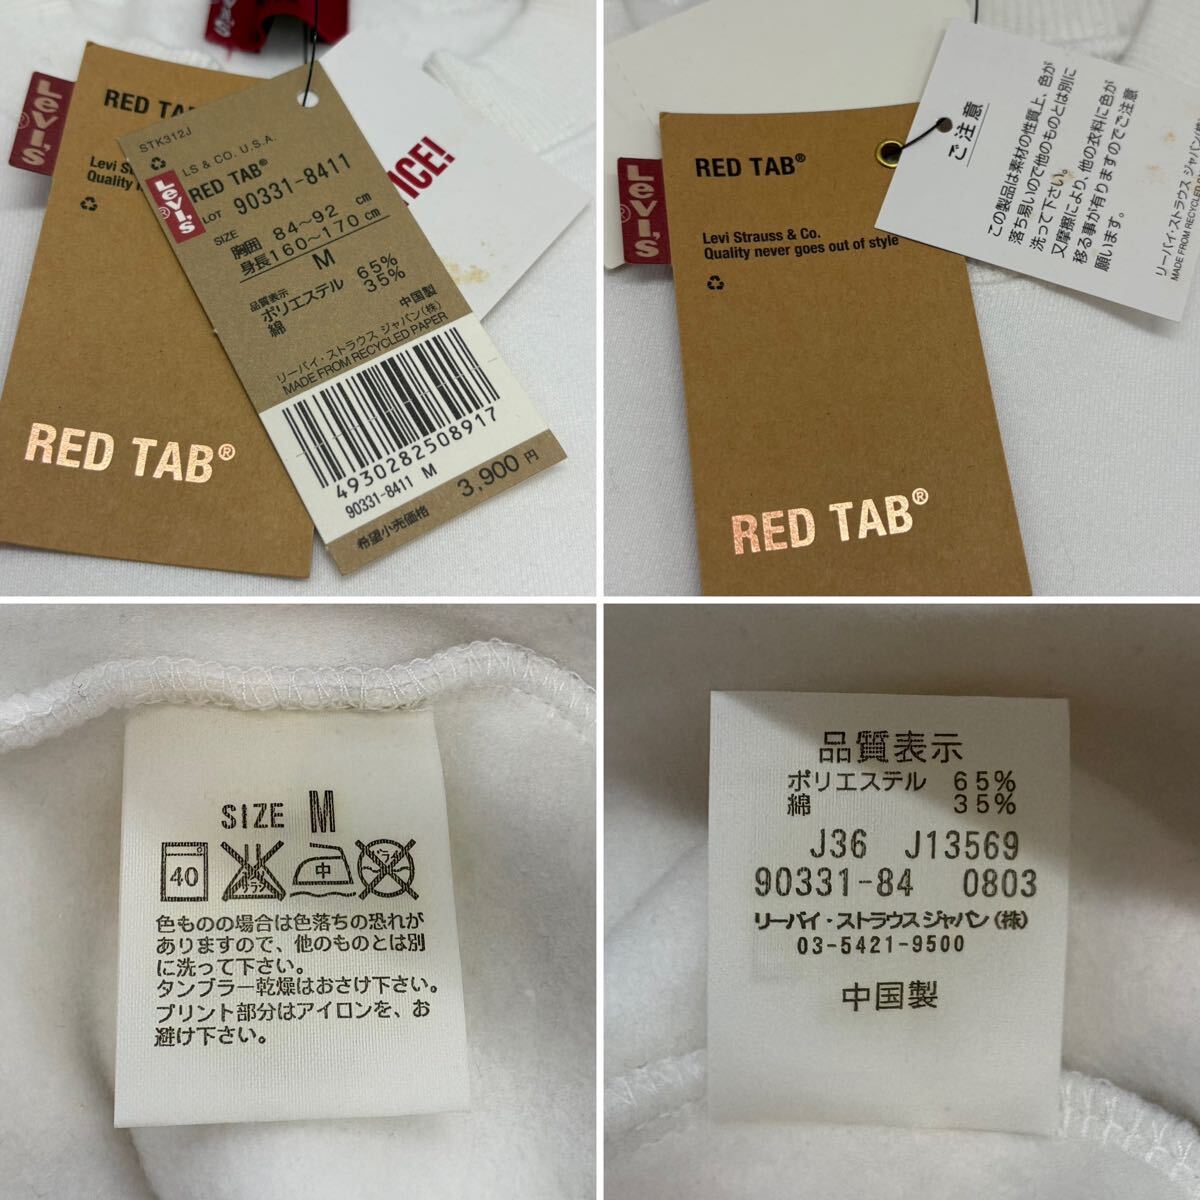 Levi's®
RED TAB
Levi Strauss
Quality never
RED TAB®
STK312J
LS & CO. U.S.A.
Levi's®
RED TAB®
LOT 90331-8411
SIZE
胸囲 84~92 cm
身長 160~170 cm
M
品質表示
ポリエステル 65%
綿 35%
中国製
リーバイ・ストラウス ジャパン(株)
MADE FROM RECYCLED PAPER
4930282508917
90331-8411 M
希望小売価格 3,900 円
Levi's®
RED TAB®
Levi Strauss & Co.
Quality never goes out of style
RED TAB®
ご注意
この製品は素材の性質上、色が
落ち易いので他のものとは別に
洗って下さい。
又摩擦により、他の衣料に色が
移る事が有りますのでご注意
願います。
リーバイ・ストラウス ジャパン(株)
MADE FROM RECYCLED
SIZE M
40
中
ドライ
色ものの場合は色落ちの恐れが
ありますので、他のものとは別
に洗って下さい。
タンブラー乾燥はおさけ下さい。
プリント部分はアイロンを、お
避け下さい。
品質表示
ポリエステル 65%
綿 35%
J36 J13569
90331-84 0803
リーバイ・ストラウスジャパン(株)
03-5421-9500
中国製